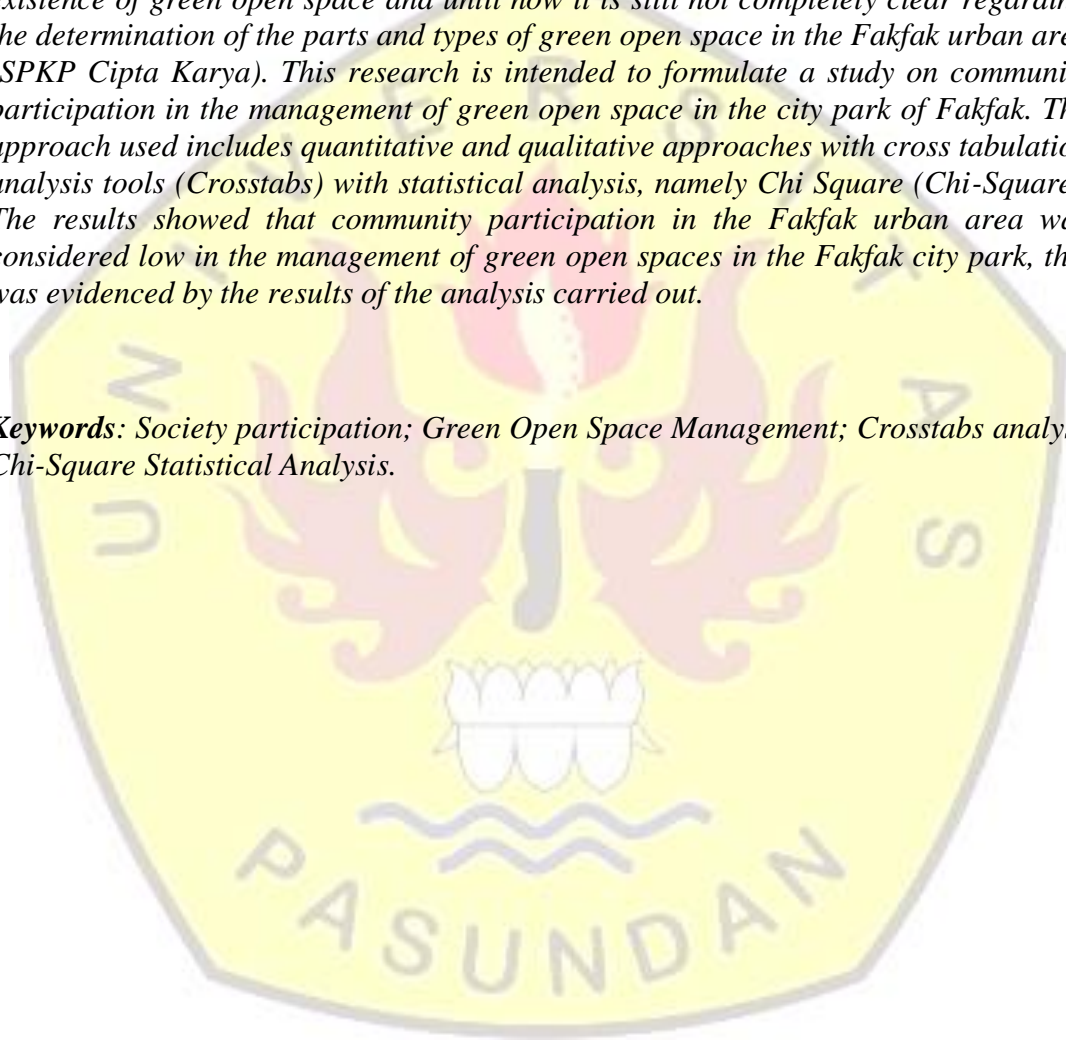 existence of green open space and until now it is still not completely clear regarding
the determination of the parts and types of green open space in the Fakfak urban area
SPKP Cipta Karya). This research is intended to formulate a study on community
participation in the management of green open space in the city park of Fakfak. The
approach used includes quantitative and qualitative approaches with cross tabulation
analysis tools (Crosstabs) with statistical analysis, namely Chi Square (Chi-Square
The results showed that community participation in the Fakfak urban area was
considered low in the management of green open spaces in the Fakfak city park, this
was evidenced by the results of the analysis carried out.
Keywords: Society participation; Green Open Space Management; Crosstabs analysis
Chi-Square Statistical Analysis.
UNIVERSITAS
PASUNDAN